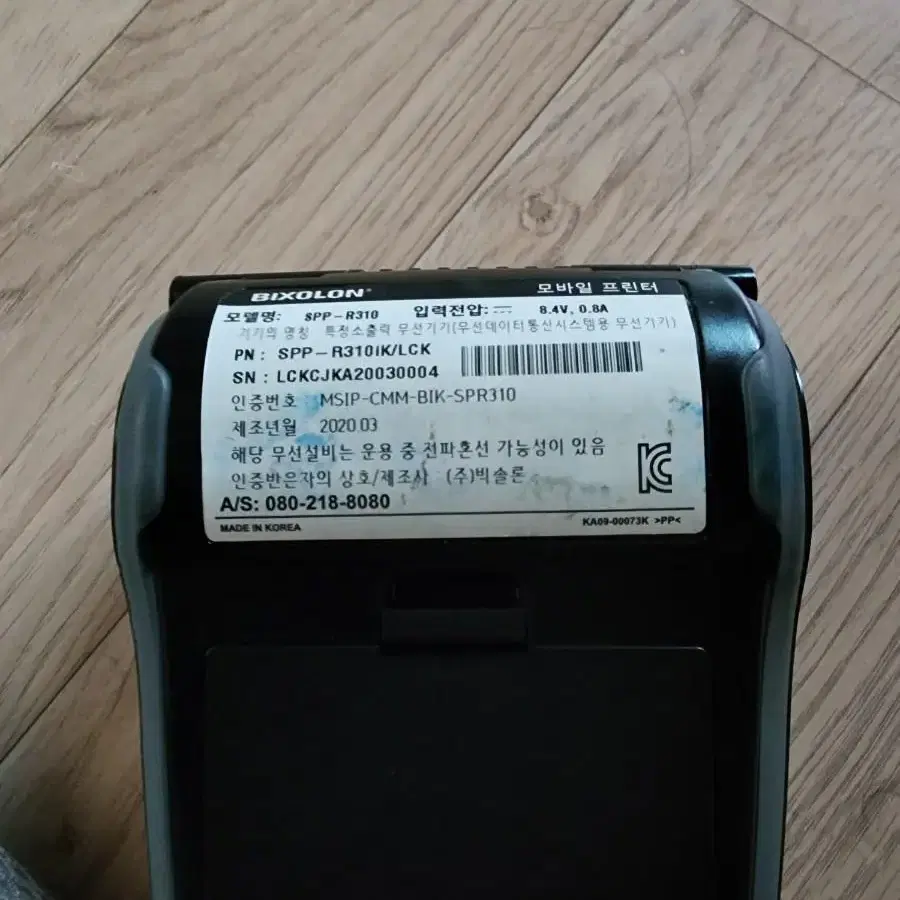 BIXOLON® 모바일 프린터
모델명: SPP-R310 입력전압: ⎓ 8.4V, 0.8A
기기의 명칭 특정소출력 무선기기(무선데이터통신시스템용 무선기기)
PN : SPP-R310iK/LCK
SN : LCKCJKA20030004
인증번호 MSIP-CMM-BIK-SPR310
제조년월 2020.03
해당 무선설비는 운용 중 전파혼선 가능성이 있음
인증받은자의 상호/제조사 (주)빅솔론
A/S: 080-218-8080
MADE IN KOREA KA09-00073K >PP<